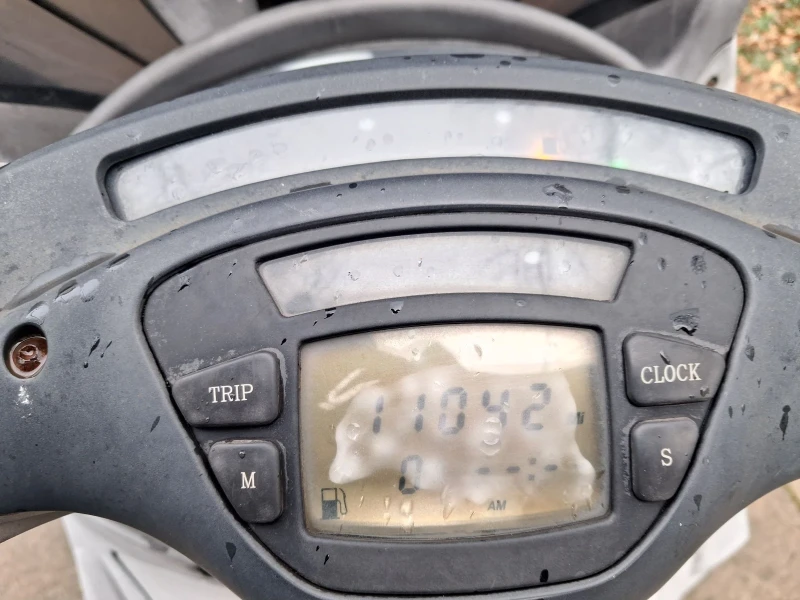 11042
TRIP
CLOCK
M
0 --:-
S
AM